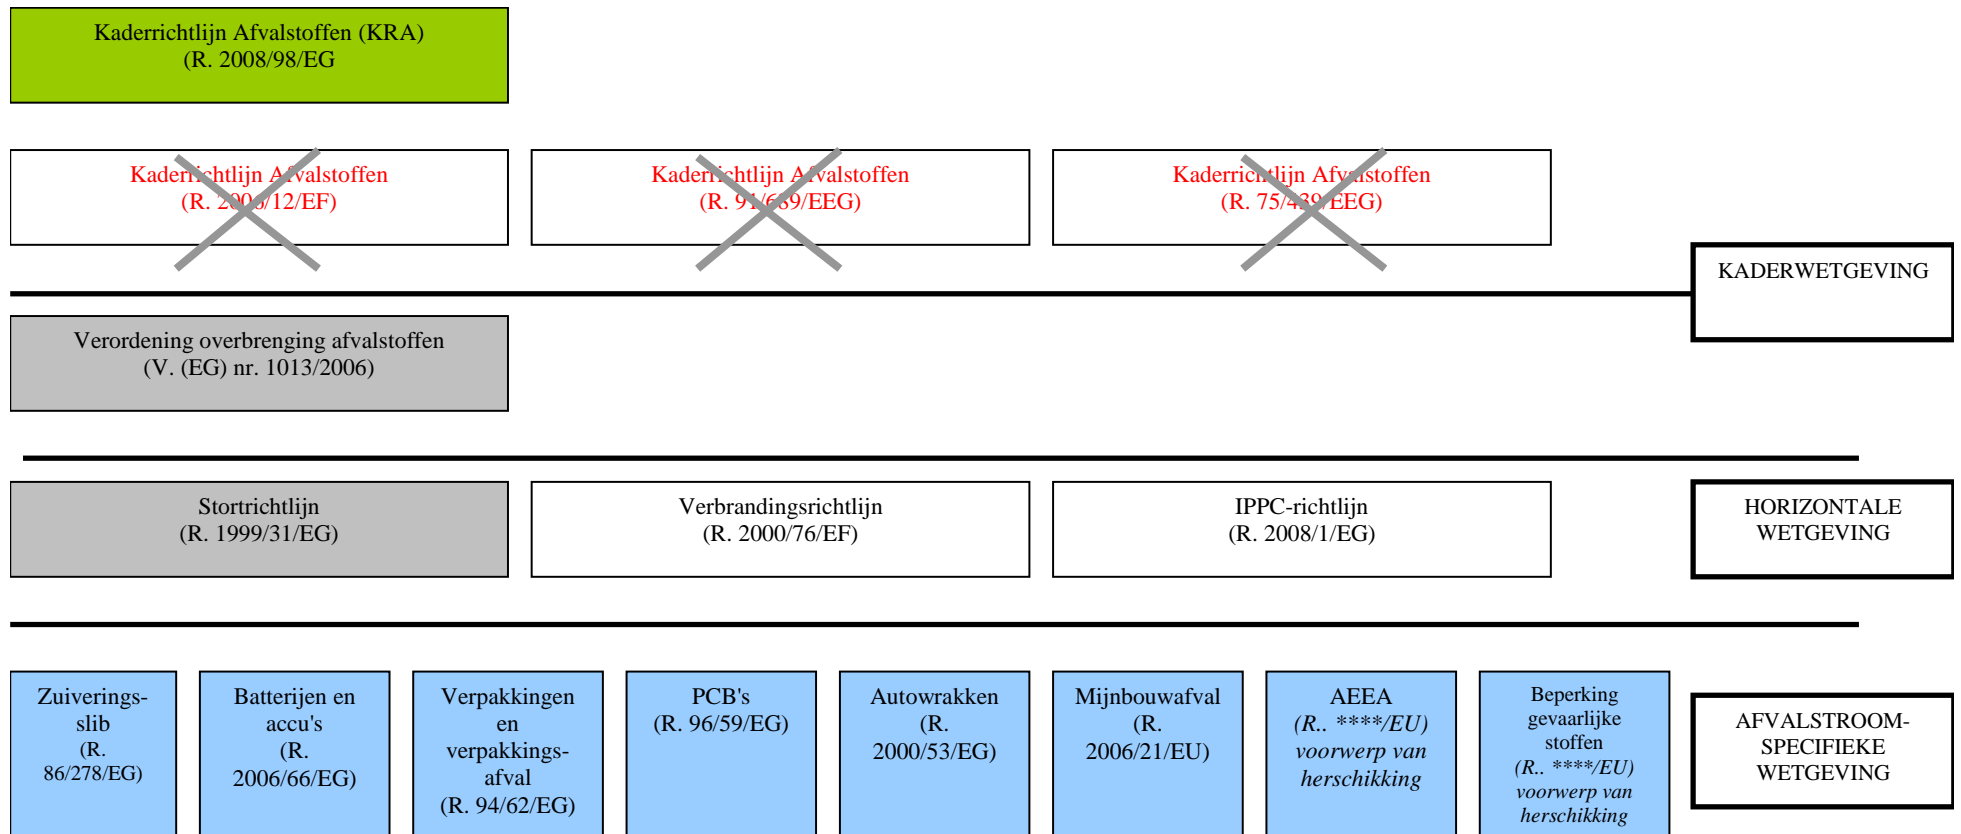 Kaderrichtlijn Afvalstoffen (KRA)
(R. 2008/98/EG
Kaderrichtlijn Afvalstoffen
(R. 2006/12/EF)
Kaderrichtlijn Afvalstoffen
(R. 91/689/EEG)
Kaderrichtlijn Afvalstoffen
(R. 75/439/EEG)
KADERWETGEVING
Verordening overbrenging afvalstoffen
(V. (EG) nr. 1013/2006)
Stortrichtlijn
(R. 1999/31/EG)
Verbrandingsrichtlijn
(R. 2000/76/EF)
IPPC-richtlijn
(R. 2008/1/EG)
HORIZONTALE
WETGEVING
Zuiverings-
slib
(R.
86/278/EG)
Batterijen en
accu's
(R.
2006/66/EG)
Verpakkingen
en
verpakkings-
afval
(R. 94/62/EG)
PCB's
(R. 96/59/EG)
Autowrakken
(R.
2000/53/EG)
Mijnbouwafval
(R.
2006/21/EU)
AEEA
(R.. ****/EU)
voorwerp van
herschikking
Beperking
gevaarlijke
stoffen
(R.. ****/EU)
voorwerp van
herschikking
AFVALSTROOM-
SPECIFIEKE
WETGEVING